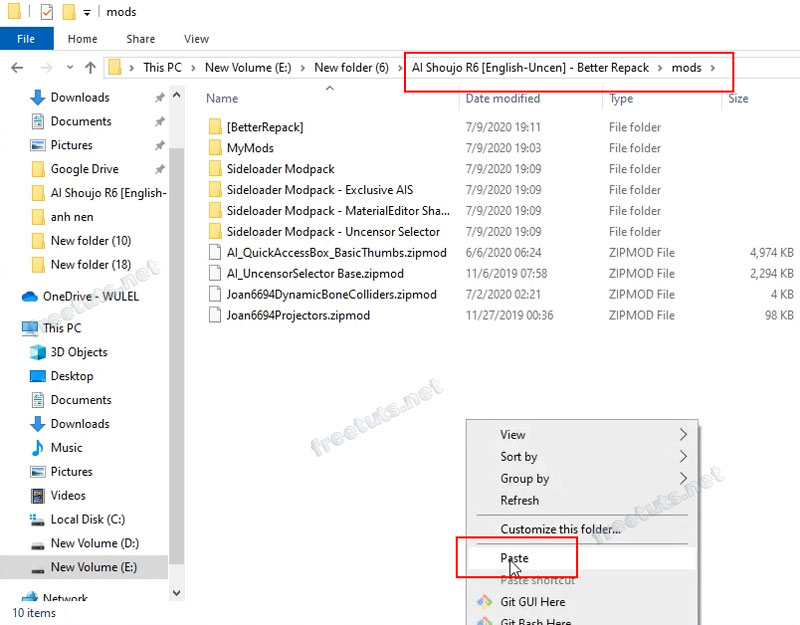 mods
File Home Share View
This PC New Volume (E:) New folder (6) AI Shoujo R6 [English-Uncen] - Better Repack mods
Name Date modified Type Size
Downloads
Documents
Pictures
Google Drive
AI Shoujo R6 [English-
anh nen
New folder (10)
New folder (18)
OneDrive - WULEL
This PC
3D Objects
Desktop
Documents
Downloads
Music
Pictures
Videos
Local Disk (C:)
New Volume (D:)
New Volume (E:)
Network
[BetterRepack] 7/9/2020 19:11 File folder
MyMods 7/9/2020 19:03 File folder
Sideloader Modpack 7/9/2020 19:09 File folder
Sideloader Modpack - Exclusive AIS 7/9/2020 19:09 File folder
Sideloader Modpack - MaterialEditor Sha... 7/9/2020 19:09 File folder
Sideloader Modpack - Uncensor Selector 7/9/2020 19:09 File folder
AI_QuickAccessBox_BasicThumbs.zipmod 6/6/2020 06:24 ZIPMOD File 4,974 KB
AI_UncensorSelector Base.zipmod 11/6/2019 07:58 ZIPMOD File 2,294 KB
Joan6694DynamicBoneColliders.zipmod 7/2/2020 02:21 ZIPMOD File 4 KB
Joan6694Projectors.zipmod 11/27/2019 00:36 ZIPMOD File 98 KB
freetuts.net
freetuts.net
freetuts.net
View
Sort by
Group by
Refresh
Customize this folder...
Paste
Paste shortcut
Git GUI Here
Git Bash Here
10 items